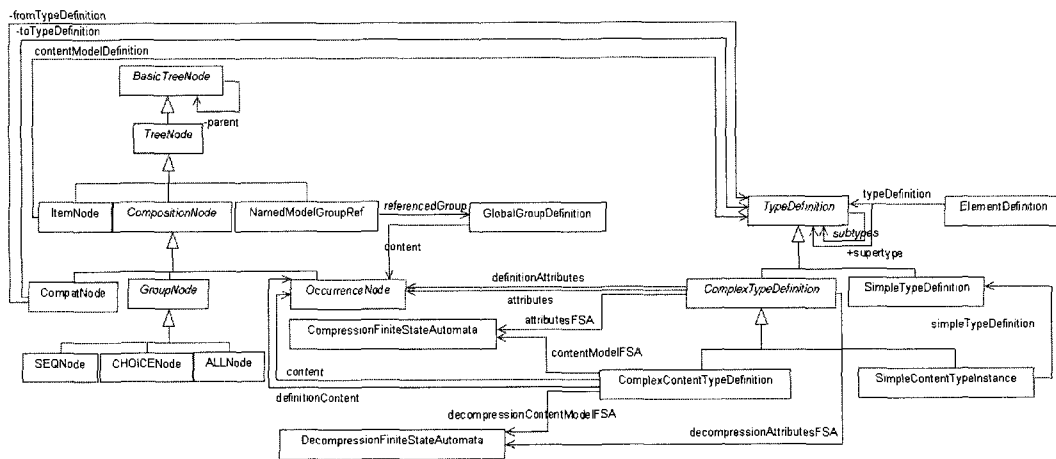 -fromTypeDefinition
-toTypeDefinition
contentModelDefinition
BasicTreeNode
-parent
TreeNode
ItemNode
CompositionNode
NamedModelGroupRef
referencedGroup
GlobalGroupDefinition
TypeDefinition
typeDefinition
ElementDefinition
subtypes
+supertype
content
CompatNode
GroupNode
OccurrenceNode
definitionAttributes
attributes
attributesFSA
ComplexTypeDefinition
SimpleTypeDefinition
simpleTypeDefinition
CompressionFiniteStateAutomata
contentModelFSA
SEQNode
CHOICENode
ALLNode
content
definitionContent
ComplexContentTypeDefinition
SimpleContentTypeInstance
decompressionContentModelFSA
DecompressionFiniteStateAutomata
decompressionAttributesFSA